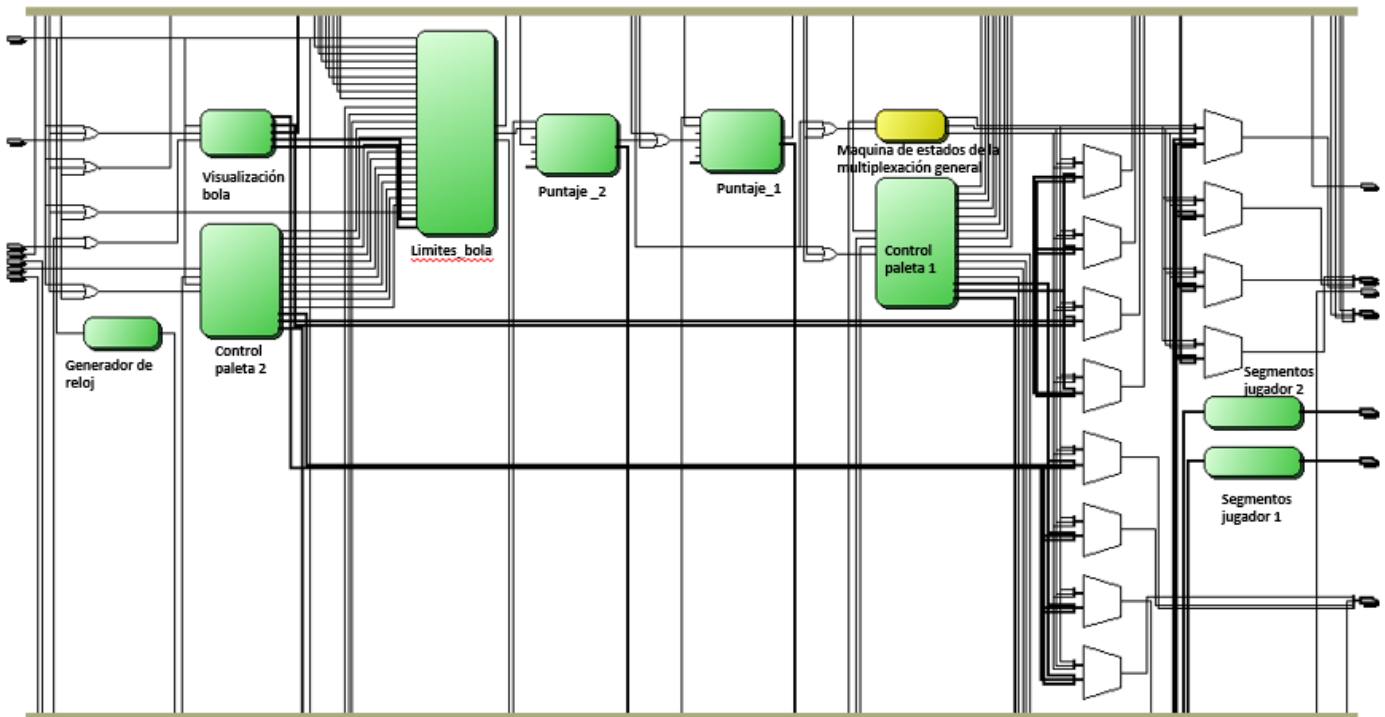 Visualización
bola
Puntaje _2
Puntaje_1
Maquina de estados de la
multiplexación general
Limites_bola
Control
paleta 1
Generador de
reloj
Control
paleta 2
Segmentos
jugador 2
Segmentos
jugador 1